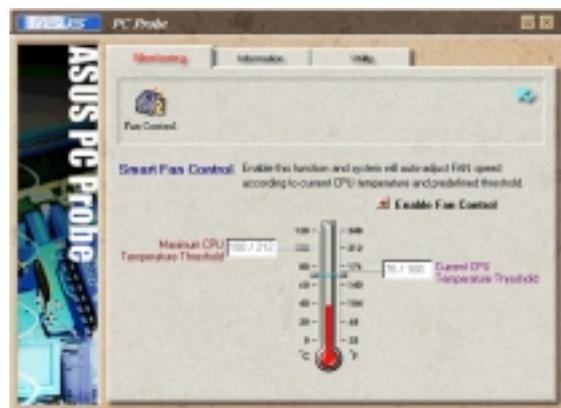 ASUS PC Probe
Monitoring Information Utility
ASUS PC Probe
Fan Control
Smart Fan Control Enable this function and system will auto-adjust FAN speed
according to current CPU temperature and predefined threshold.
Enable Fan Control
Maximum CPU
Temperature Threshold
100 / 212
Current CPU
Temperature Threshold
°C °F